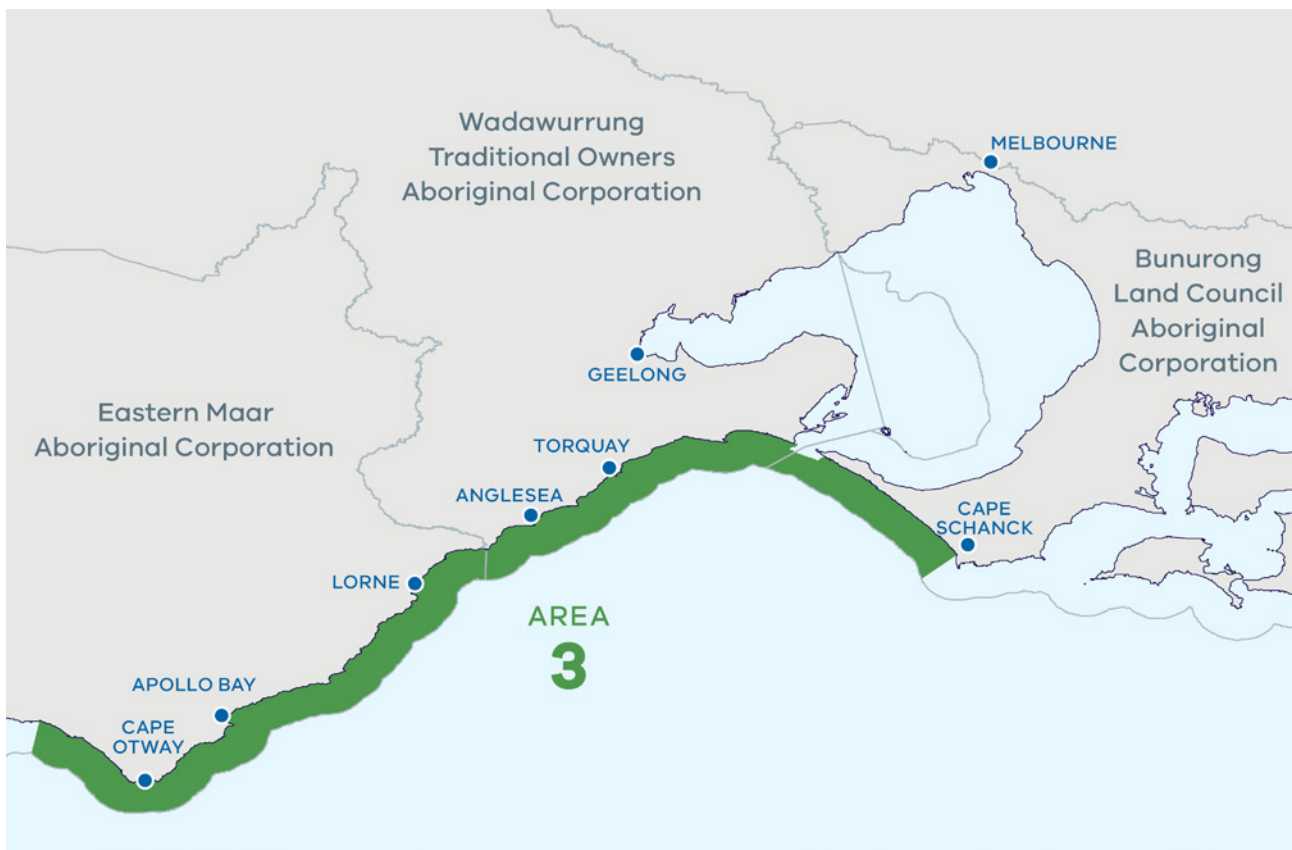 Wadawurrung
Traditional Owners
Aboriginal Corporation
MELBOURNE
Bunurong
Land Council
Aboriginal
Corporation
GEELONG
Eastern Maar
Aboriginal Corporation
TORQUAY
ANGLESEA
CAPE
SCHANCK
LORNE
AREA
3
APOLLO BAY
CAPE
OTWAY